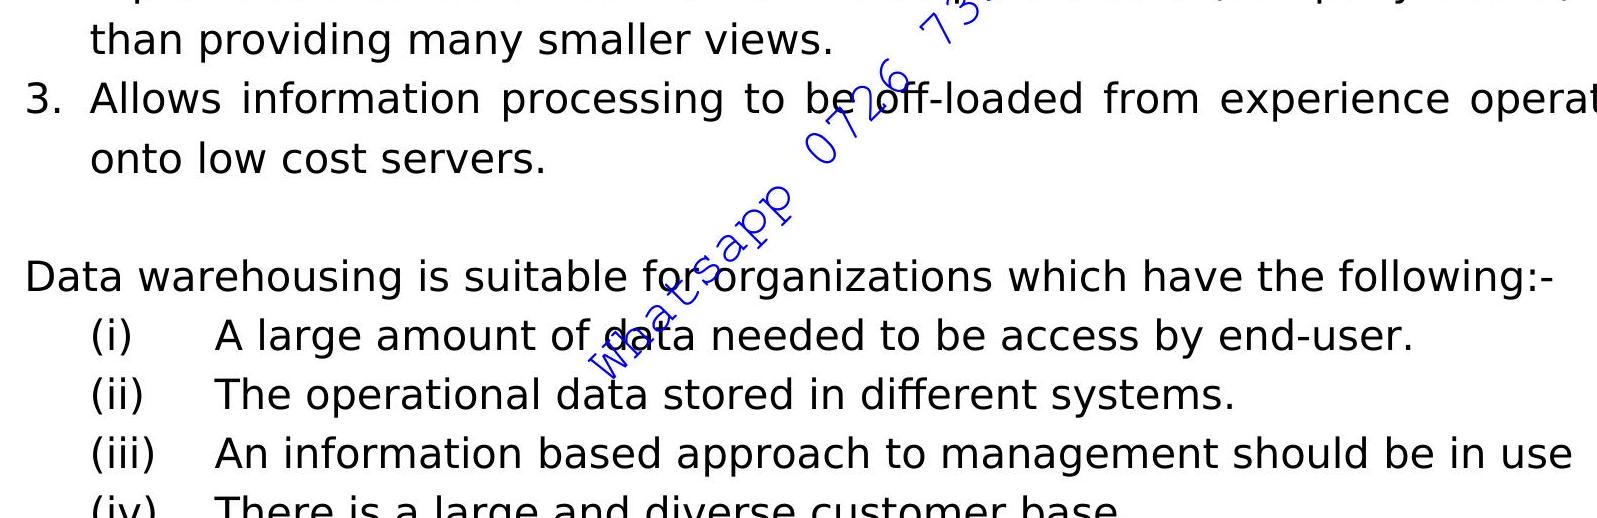 than providing many smaller views.
3. Allows information processing to be off-loaded from experience operat
onto low cost servers.
Data warehousing is suitable for organizations which have the following:-
(i) A large amount of data needed to be access by end-user.
(ii) The operational data stored in different systems.
(iii) An information based approach to management should be in use
(iv) There is a large and diverse customer base
Whatsapp 0726 73